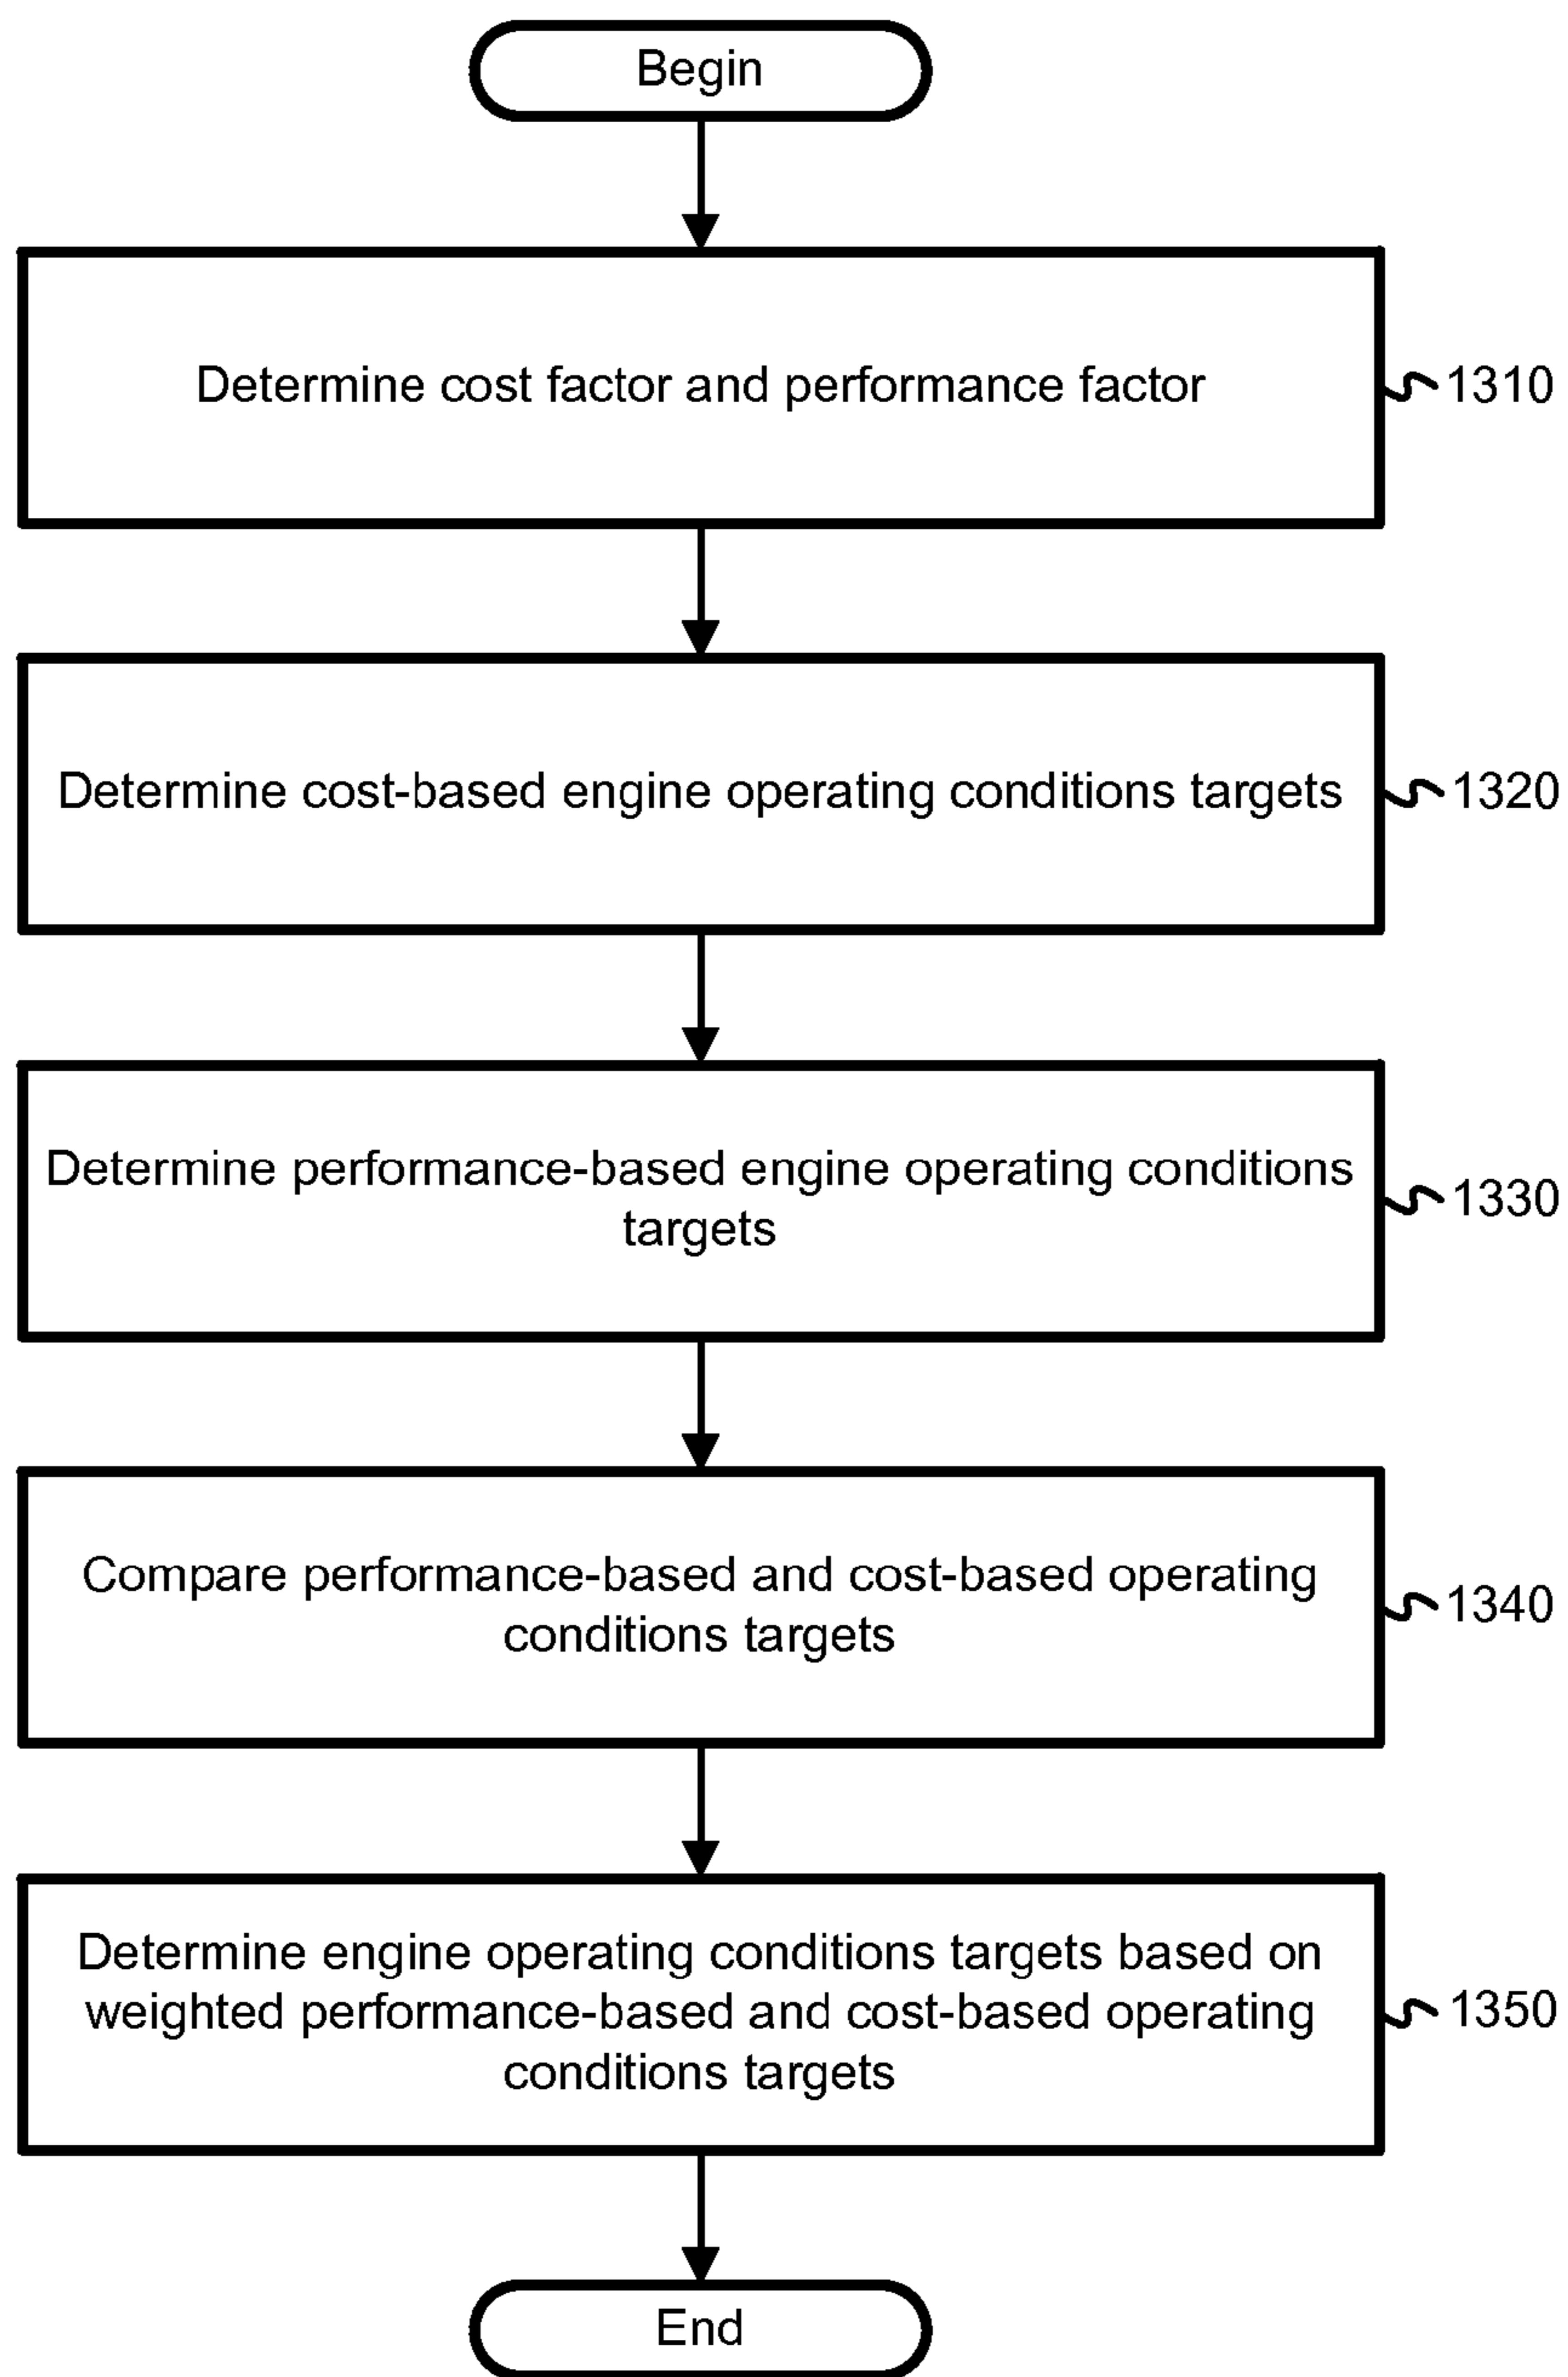 Begin
Determine cost factor and performance factor
1310
Determine cost-based engine operating conditions targets
1320
Determine performance-based engine operating conditions
targets
1330
Compare performance-based and cost-based operating
conditions targets
1340
Determine engine operating conditions targets based on
weighted performance-based and cost-based operating
conditions targets
1350
End